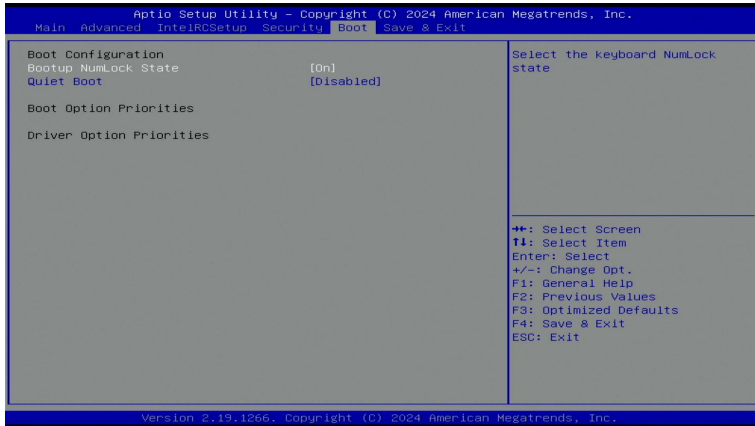 Aptio Setup Utility – Copyright (C) 2024 American Megatrends, Inc.
Main Advanced IntelRCSetup Security Boot Save & Exit
Boot Configuration
Bootup NumLock State [On]
Quiet Boot [Disabled]
Boot Option Priorities
Driver Option Priorities
Select the keyboard NumLock
state
→←: Select Screen
↑↓: Select Item
Enter: Select
+/-: Change Opt.
F1: General Help
F2: Previous Values
F3: Optimized Defaults
F4: Save & Exit
ESC: Exit
Version 2.19.1266. Copyright (C) 2024 American Megatrends, Inc.